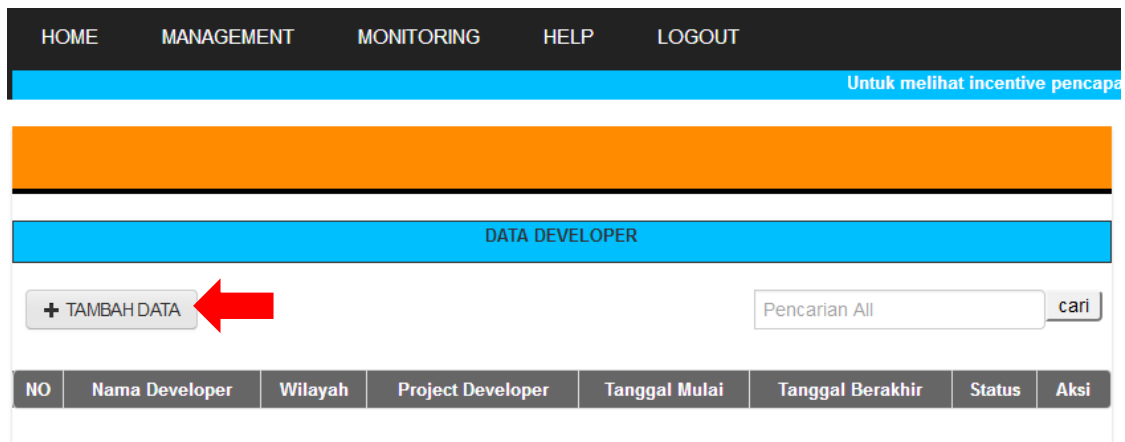 HOME MANAGEMENT MONITORING HELP LOGOUT
Untuk melihat incentive pencapa
DATA DEVELOPER
+ TAMBAH DATA Pencarian All cari
NO Nama Developer Wilayah Project Developer Tanggal Mulai Tanggal Berakhir Status Aksi